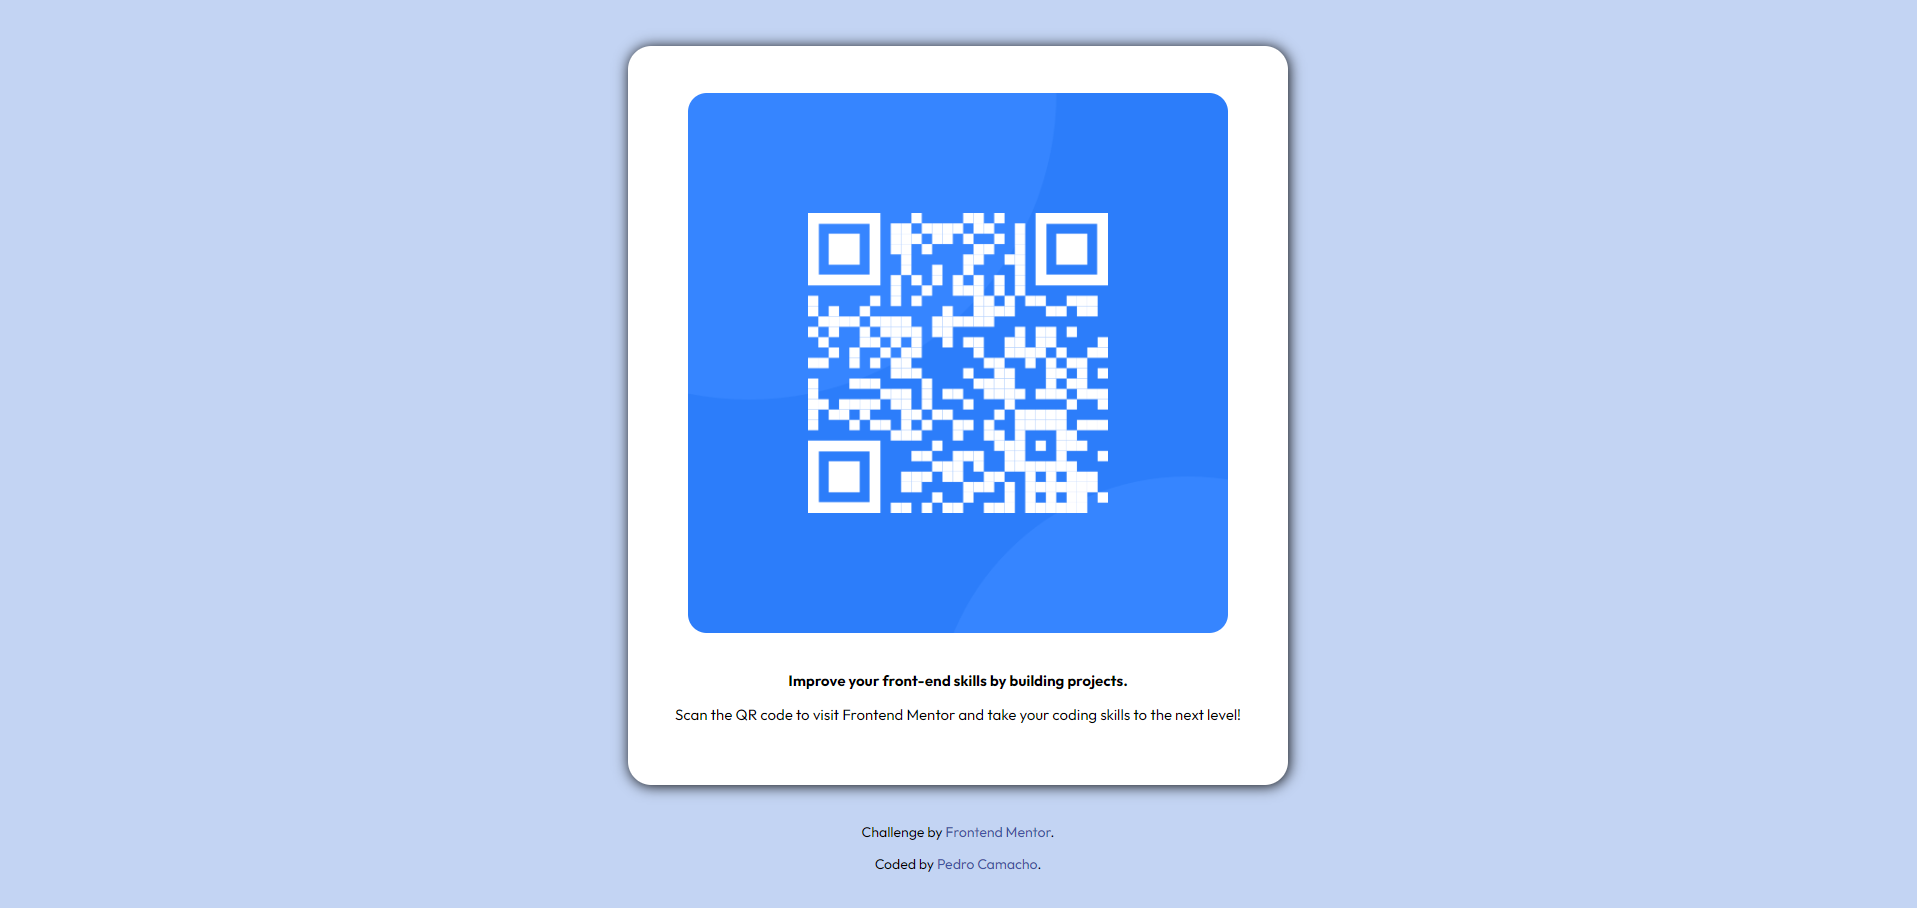 Improve your front-end skills by building projects.
Scan the QR code to visit Frontend Mentor and take your coding skills to the next level!
Challenge by Frontend Mentor.
Coded by Pedro Camacho.